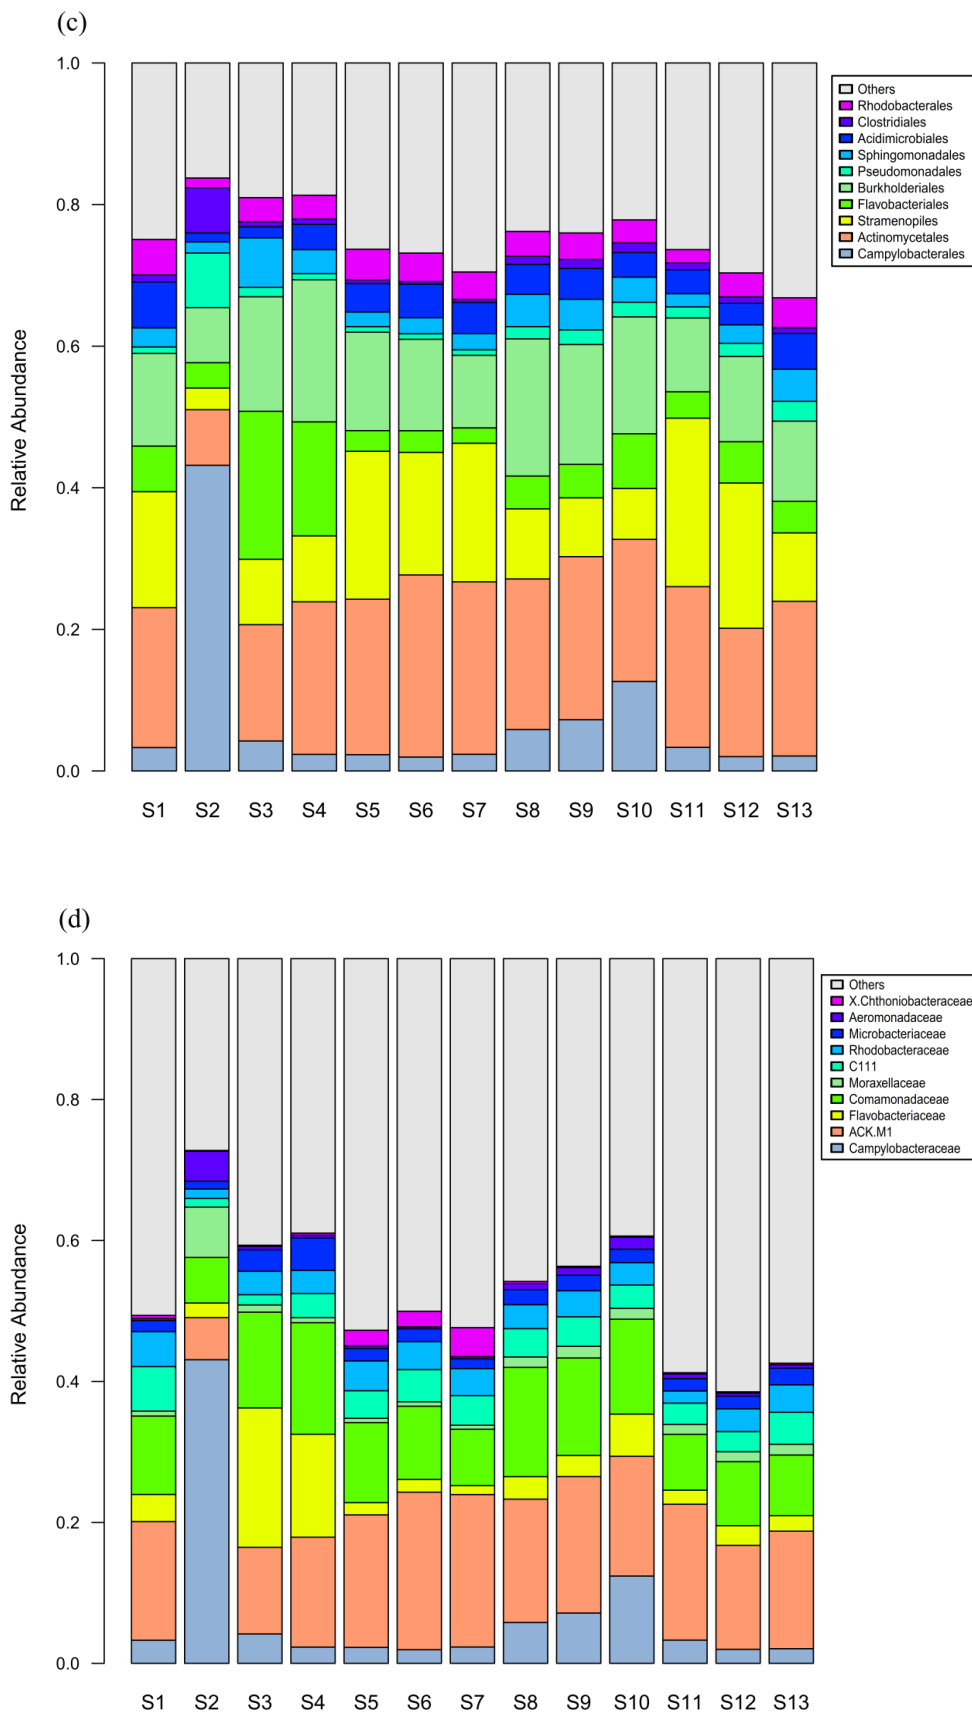 (c)
1.0
0.8
0.6
0.4
0.2
0.0
Relative Abundance
S1 S2 S3 S4 S5 S6 S7 S8 S9 S10 S11 S12 S13
Others
Rhodobacterales
Clostridiales
Acidimicrobiales
Sphingomonadales
Pseudomonadales
Burkholderiales
Flavobacteriales
Stramenopiles
Actinomycetales
Campylobacterales
(d)
1.0
0.8
0.6
0.4
0.2
0.0
Relative Abundance
S1 S2 S3 S4 S5 S6 S7 S8 S9 S10 S11 S12 S13
Others
X.Chthoniobacteraceae
Aeromonadaceae
Microbacteriaceae
Rhodobacteraceae
C111
Moraxellaceae
Comamonadaceae
Flavobacteriaceae
ACK.M1
Campylobacteraceae